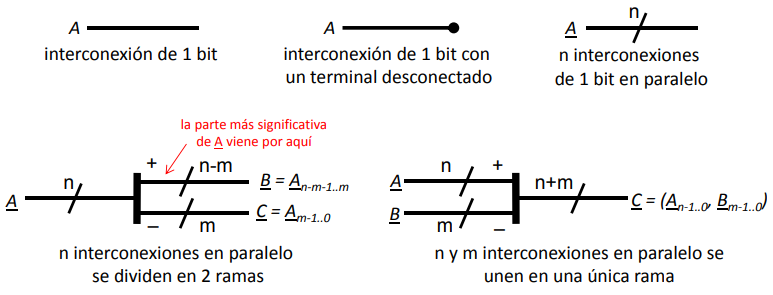 A
interconexión de 1 bit
A
interconexión de 1 bit con
un terminal desconectado
n
A
n interconexiones
de 1 bit en paralelo
la parte más significativa
de A viene por aquí
A
n
+
n-m
B = An-m-1..m
–
m
C = Am-1..0
n interconexiones en paralelo
se dividen en 2 ramas
A
n
+
B
m
–
n+m
C = (An-1..0, Bm-1..0)
n y m interconexiones en paralelo se
unen en una única rama